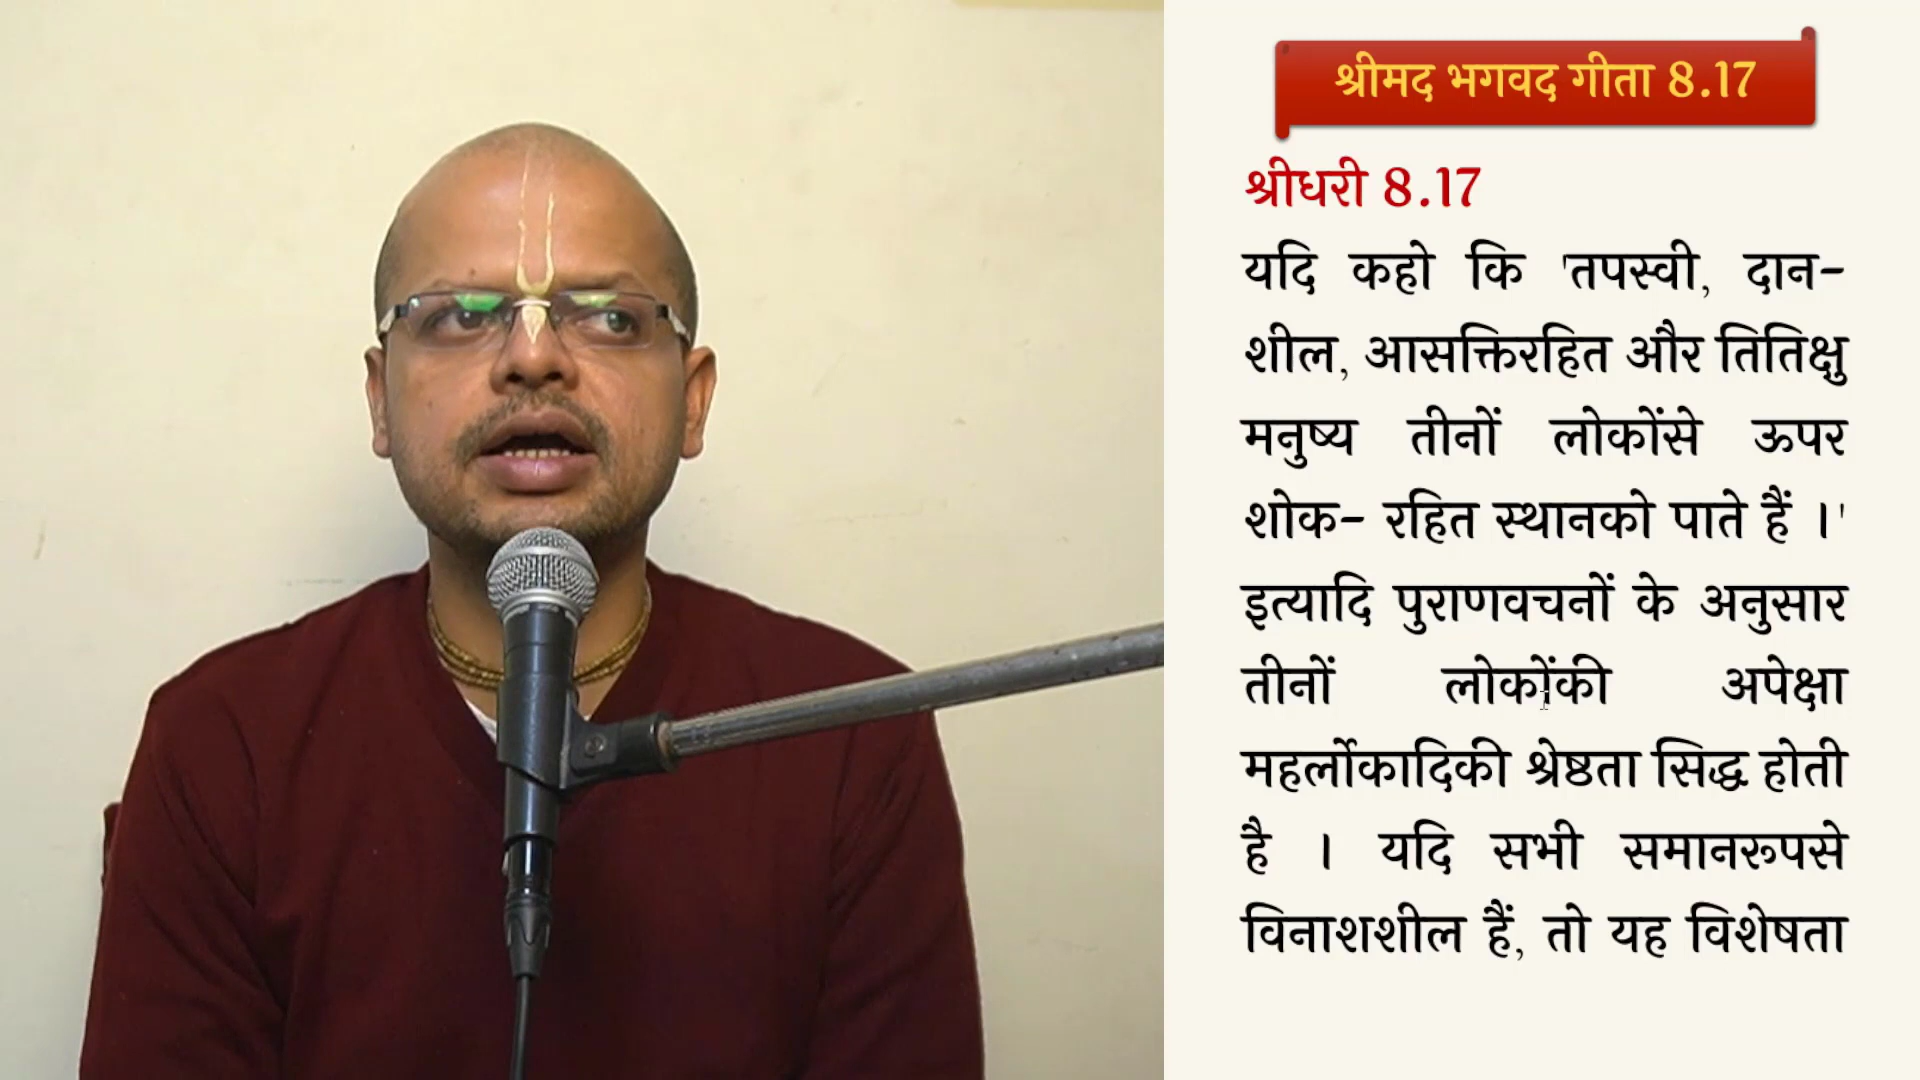 श्रीमद भगवद गीता 8.17
श्रीधरी 8.17
यदि कहो कि 'तपस्वी, दान-
शील, आसक्तिरहित और तितिक्षु
मनुष्य तीनों लोकोंसे ऊपर
शोक- रहित स्थानको पाते हैं ।'
इत्यादि पुराणवचनों के अनुसार
तीनों लोकोंकी अपेक्षा
महर्लोकादिकी श्रेष्ठता सिद्ध होती
है । यदि सभी समानरूपसे
विनाशशील हैं, तो यह विशेषता